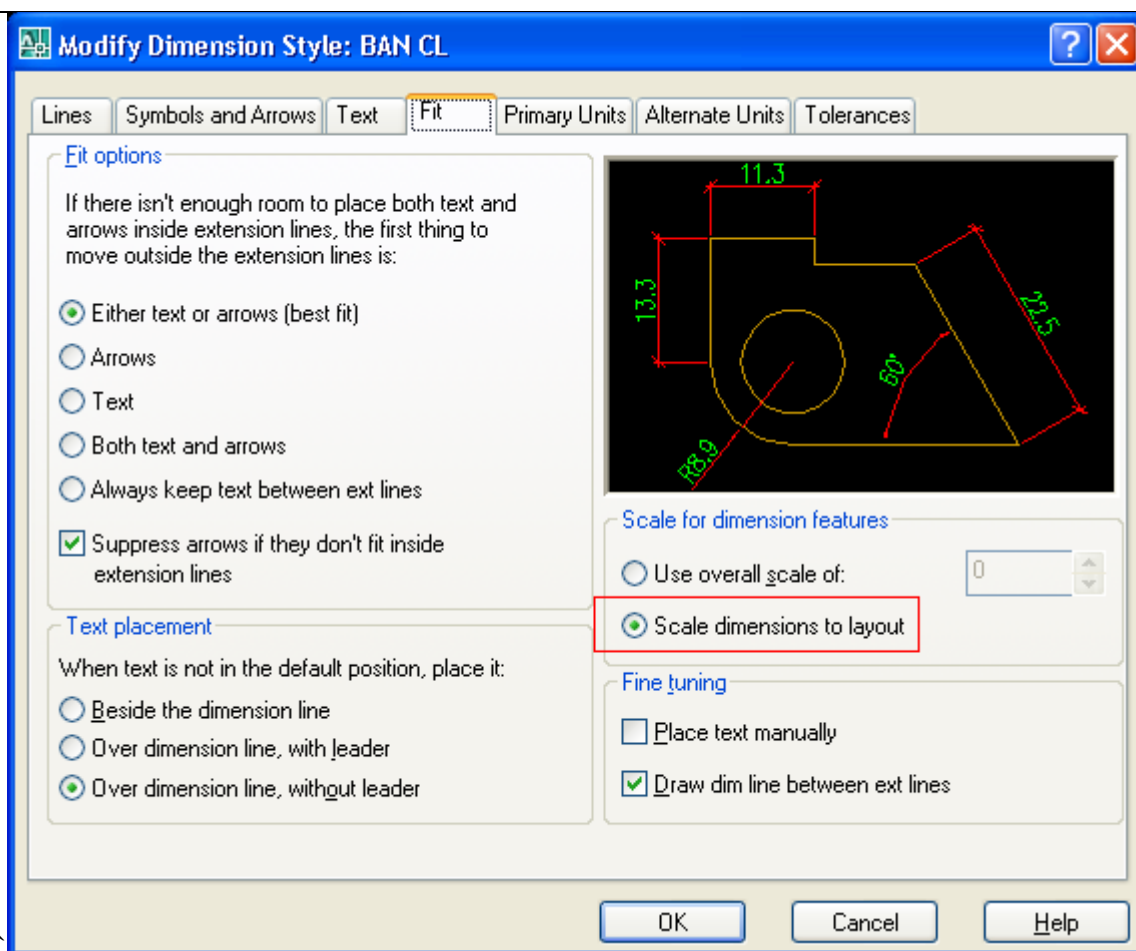 Modify Dimension Style: BAN CL
Lines
Symbols and Arrows
Text
Fit
Primary Units
Alternate Units
Tolerances
Fit options
If there isn't enough room to place both text and
arrows inside extension lines, the first thing to
move outside the extension lines is:
Either text or arrows (best fit)
Arrows
Text
Both text and arrows
Always keep text between ext lines
Suppress arrows if they don't fit inside
extension lines
Text placement
When text is not in the default position, place it:
Beside the dimension line
Over dimension line, with leader
Over dimension line, without leader
11.3
13.3
22.5
60°
R8.9
Scale for dimension features
Use overall scale of:
0
Scale dimensions to layout
Fine tuning
Place text manually
Draw dim line between ext lines
OK
Cancel
Help